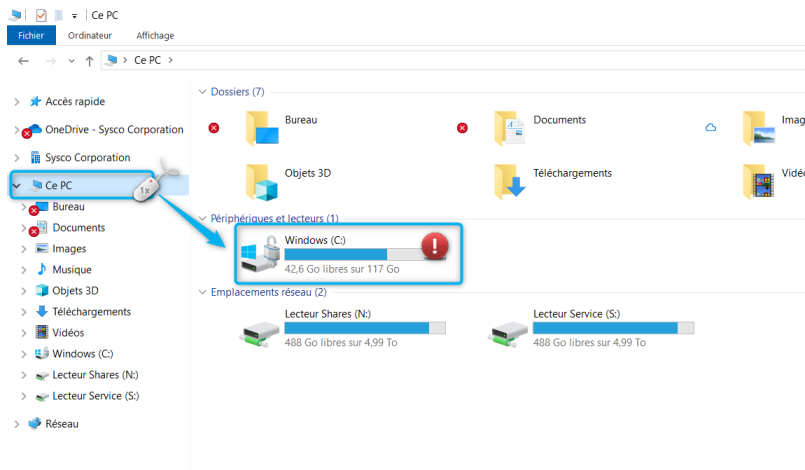 Ce PC
Fichier Ordinateur Affichage
Ce PC
Accès rapide
OneDrive - Sysco Corporation
Sysco Corporation
Ce PC
1x
Bureau
Documents
Images
Musique
Objets 3D
Téléchargements
Vidéos
Windows (C:)
Lecteur Shares (N:)
Lecteur Service (S:)
Réseau
Dossiers (7)
Bureau Documents Imag
Objets 3D Téléchargements Vidé
Périphériques et lecteurs (1)
Windows (C:)
42,6 Go libres sur 117 Go
Emplacements réseau (2)
Lecteur Shares (N:) Lecteur Service (S:)
488 Go libres sur 4,99 To 488 Go libres sur 4,99 To